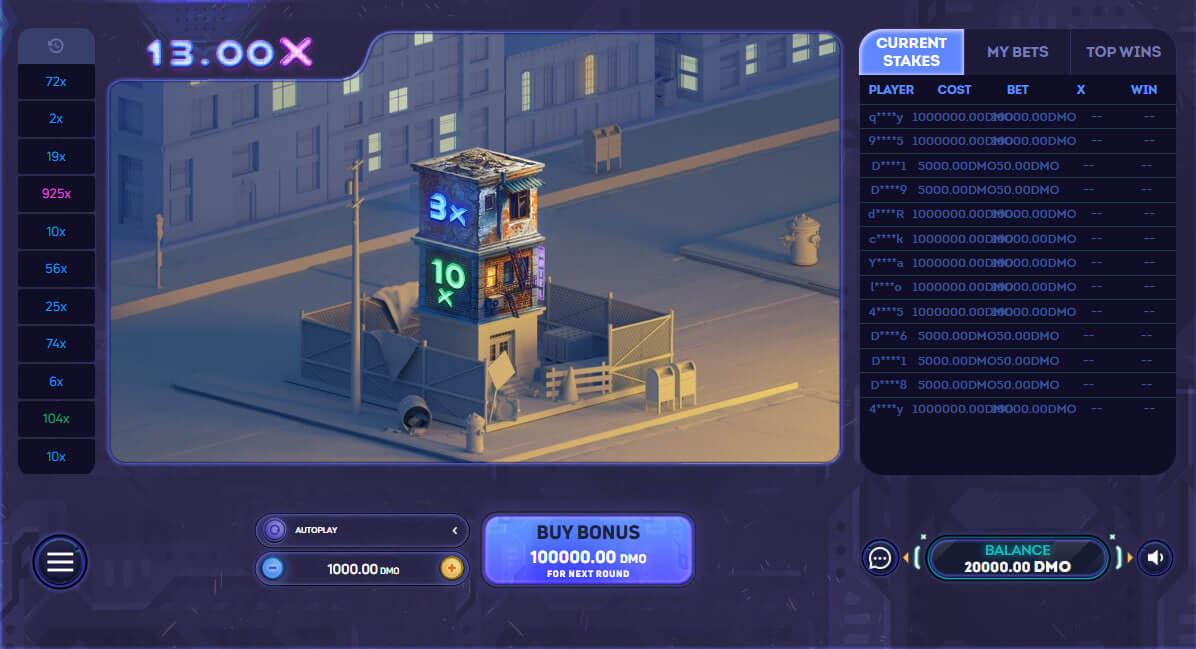 13.00X
72x
2x
19x
925x
10x
56x
25x
74x
6x
104x
10x
3x
10
x
CURRENT STAKES
MY BETS
TOP WINS
PLAYER COST BET X WIN
q****y 1000000.00DMO 10000.00DMO -- --
9****5 1000000.00DMO 10000.00DMO -- --
D****1 5000.00DMO 50.00DMO -- --
D****9 5000.00DMO 50.00DMO -- --
d****R 1000000.00DMO 10000.00DMO -- --
c****k 1000000.00DMO 10000.00DMO -- --
Y****a 1000000.00DMO 10000.00DMO -- --
l****o 1000000.00DMO 10000.00DMO -- --
4****5 1000000.00DMO 10000.00DMO -- --
D****6 5000.00DMO 50.00DMO -- --
D****1 5000.00DMO 50.00DMO -- --
D****8 5000.00DMO 50.00DMO -- --
4****y 1000000.00DMO 10000.00DMO -- --
AUTOPLAY
1000.00 DMO
BUY BONUS
100000.00 DMO
FOR NEXT ROUND
BALANCE
20000.00 DMO